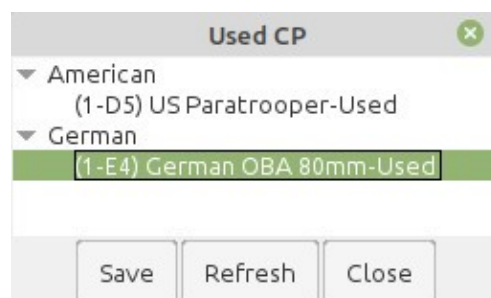 Used CP
American
(1-D5) US Paratrooper-Used
German
(1-E4) German OBA 80mm-Used
Save Refresh Close